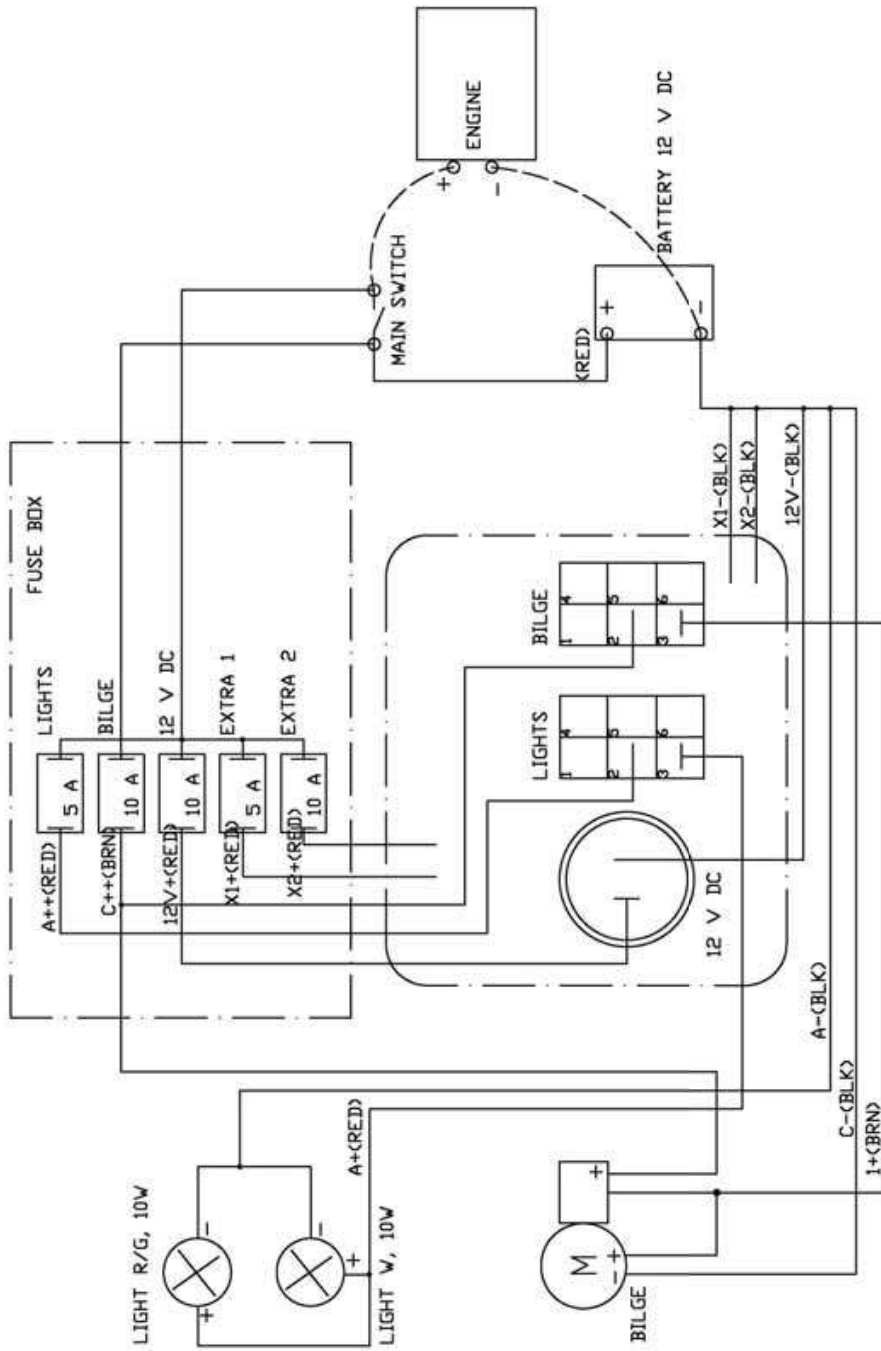 FUSE BOX
LIGHTS
5 A
A++(RED)
BILGE
10 A
C++(BRN)
12 V DC
10 A
12V+(RED)
EXTRA 1
5 A
X1+(RED)
EXTRA 2
10 A
X2+(RED)
ENGINE
+
-
MAIN SWITCH
(RED)
BATTERY 12 V DC
+
-
LIGHTS
1 4
2 5
3 6
BILGE
1 4
2 5
3 6
12 V DC
X1-(BLK)
X2-(BLK)
12V-(BLK)
A-(BLK)
C-(BLK)
1+(BRN)
LIGHT R/G, 10W
+
-
LIGHT W, 10W
+
-
A+(RED)
BILGE
M
- +
+